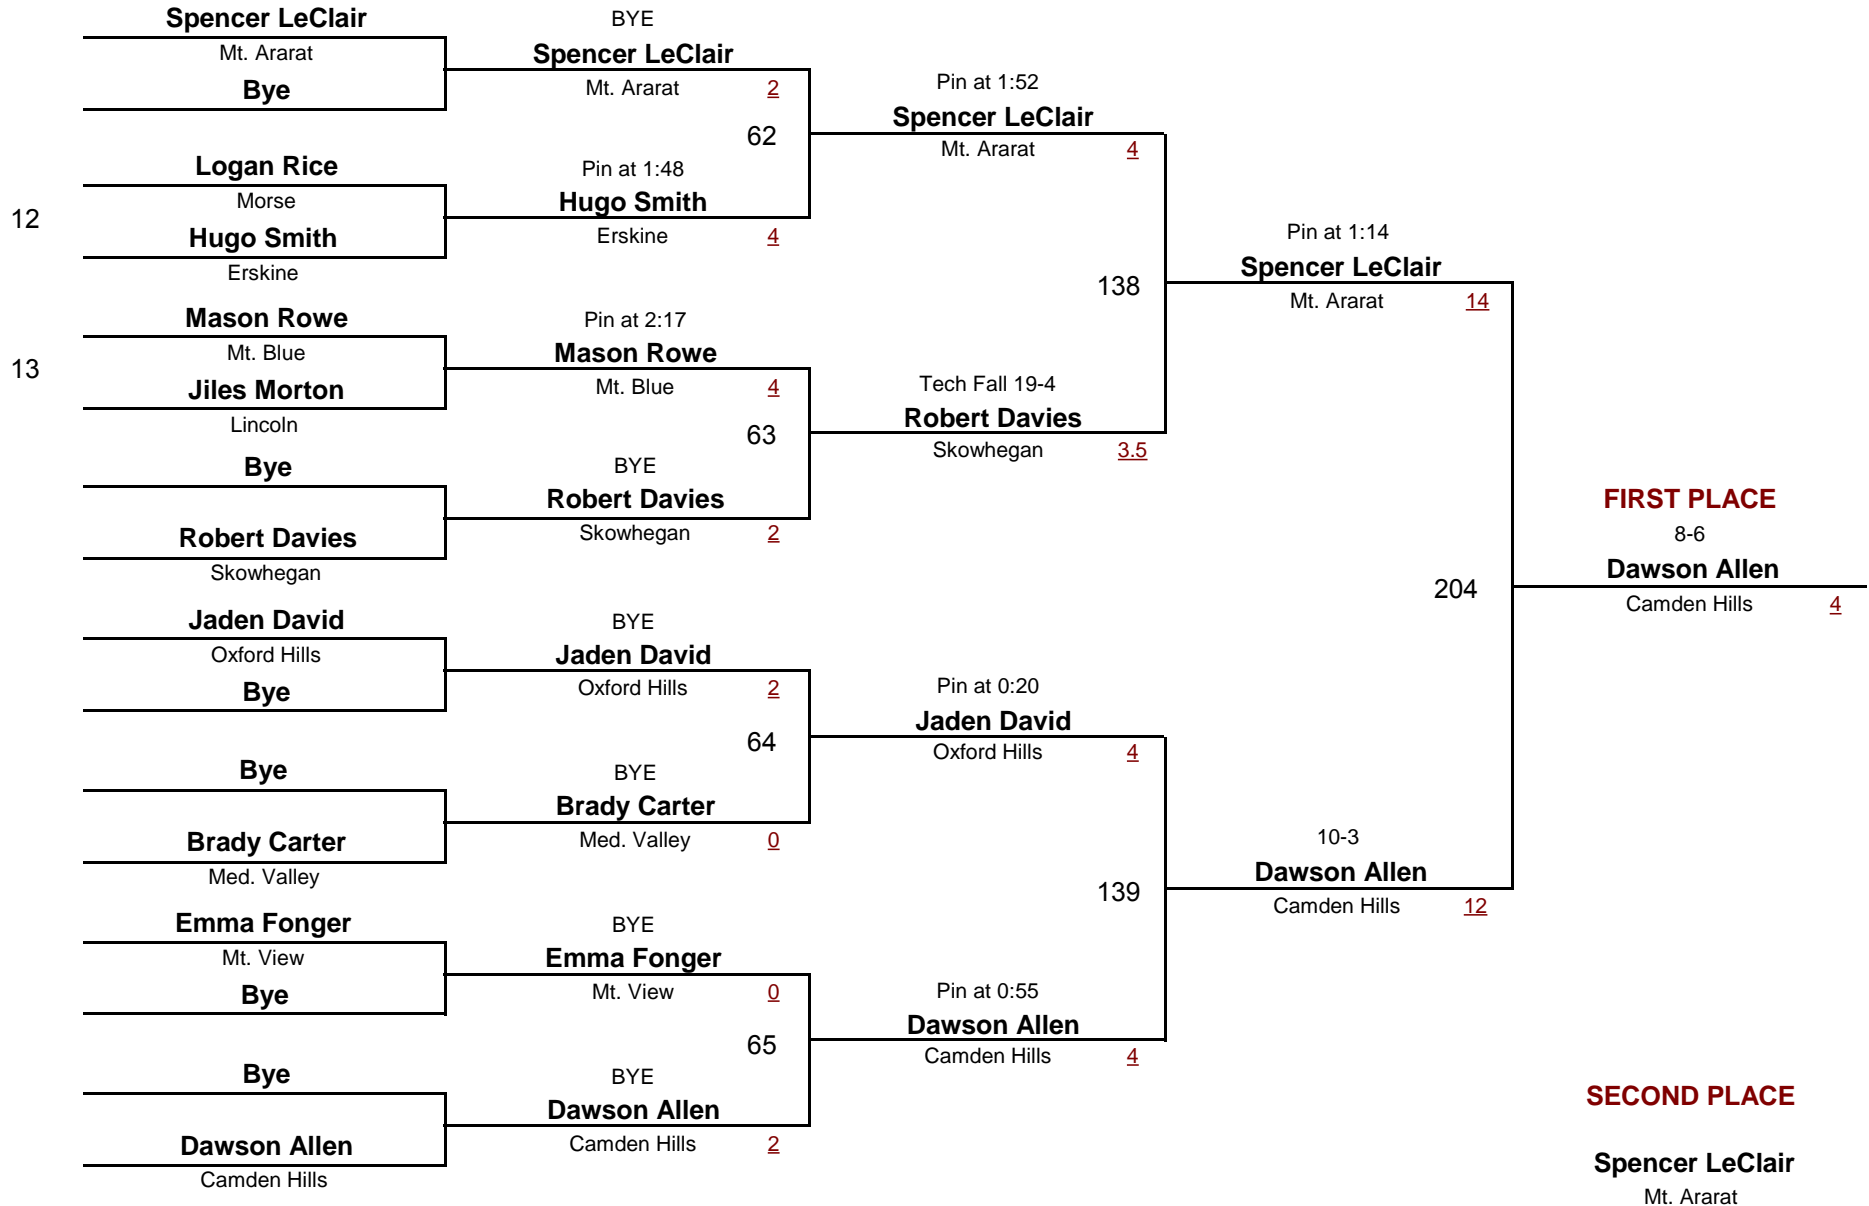 Spencer LeClair
Mt. Ararat
Bye
12
Logan Rice
Morse
Hugo Smith
Erskine
13
Mason Rowe
Mt. Blue
Jiles Morton
Lincoln
Bye
Robert Davies
Skowhegan
Jaden David
Oxford Hills
Bye
Bye
Brady Carter
Med. Valley
Emma Fonger
Mt. View
Bye
Bye
Dawson Allen
Camden Hills
BYE
Spencer LeClair
Mt. Ararat 2
62
Pin at 1:48
Hugo Smith
Erskine 4
Pin at 2:17
Mason Rowe
Mt. Blue 4
63
BYE
Robert Davies
Skowhegan 2
BYE
Jaden David
Oxford Hills 2
64
BYE
Brady Carter
Med. Valley 0
BYE
Emma Fonger
Mt. View 0
65
BYE
Dawson Allen
Camden Hills 2
Pin at 1:52
Spencer LeClair
Mt. Ararat 4
138
Tech Fall 19-4
Robert Davies
Skowhegan 3.5
Pin at 0:20
Jaden David
Oxford Hills 4
139
Pin at 0:55
Dawson Allen
Camden Hills 4
Pin at 1:14
Spencer LeClair
Mt. Ararat 14
204
10-3
Dawson Allen
Camden Hills 12
FIRST PLACE
8-6
Dawson Allen
Camden Hills 4
SECOND PLACE
Spencer LeClair
Mt. Ararat